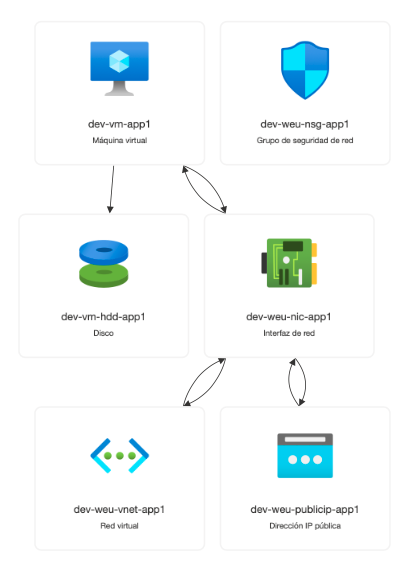 dev-vm-app1
Máquina virtual
dev-weu-nsg-app1
Grupo de seguridad de red
dev-vm-hdd-app1
Disco
dev-weu-nic-app1
Interfaz de red
dev-weu-vnet-app1
Red virtual
dev-weu-publicip-app1
Dirección IP pública